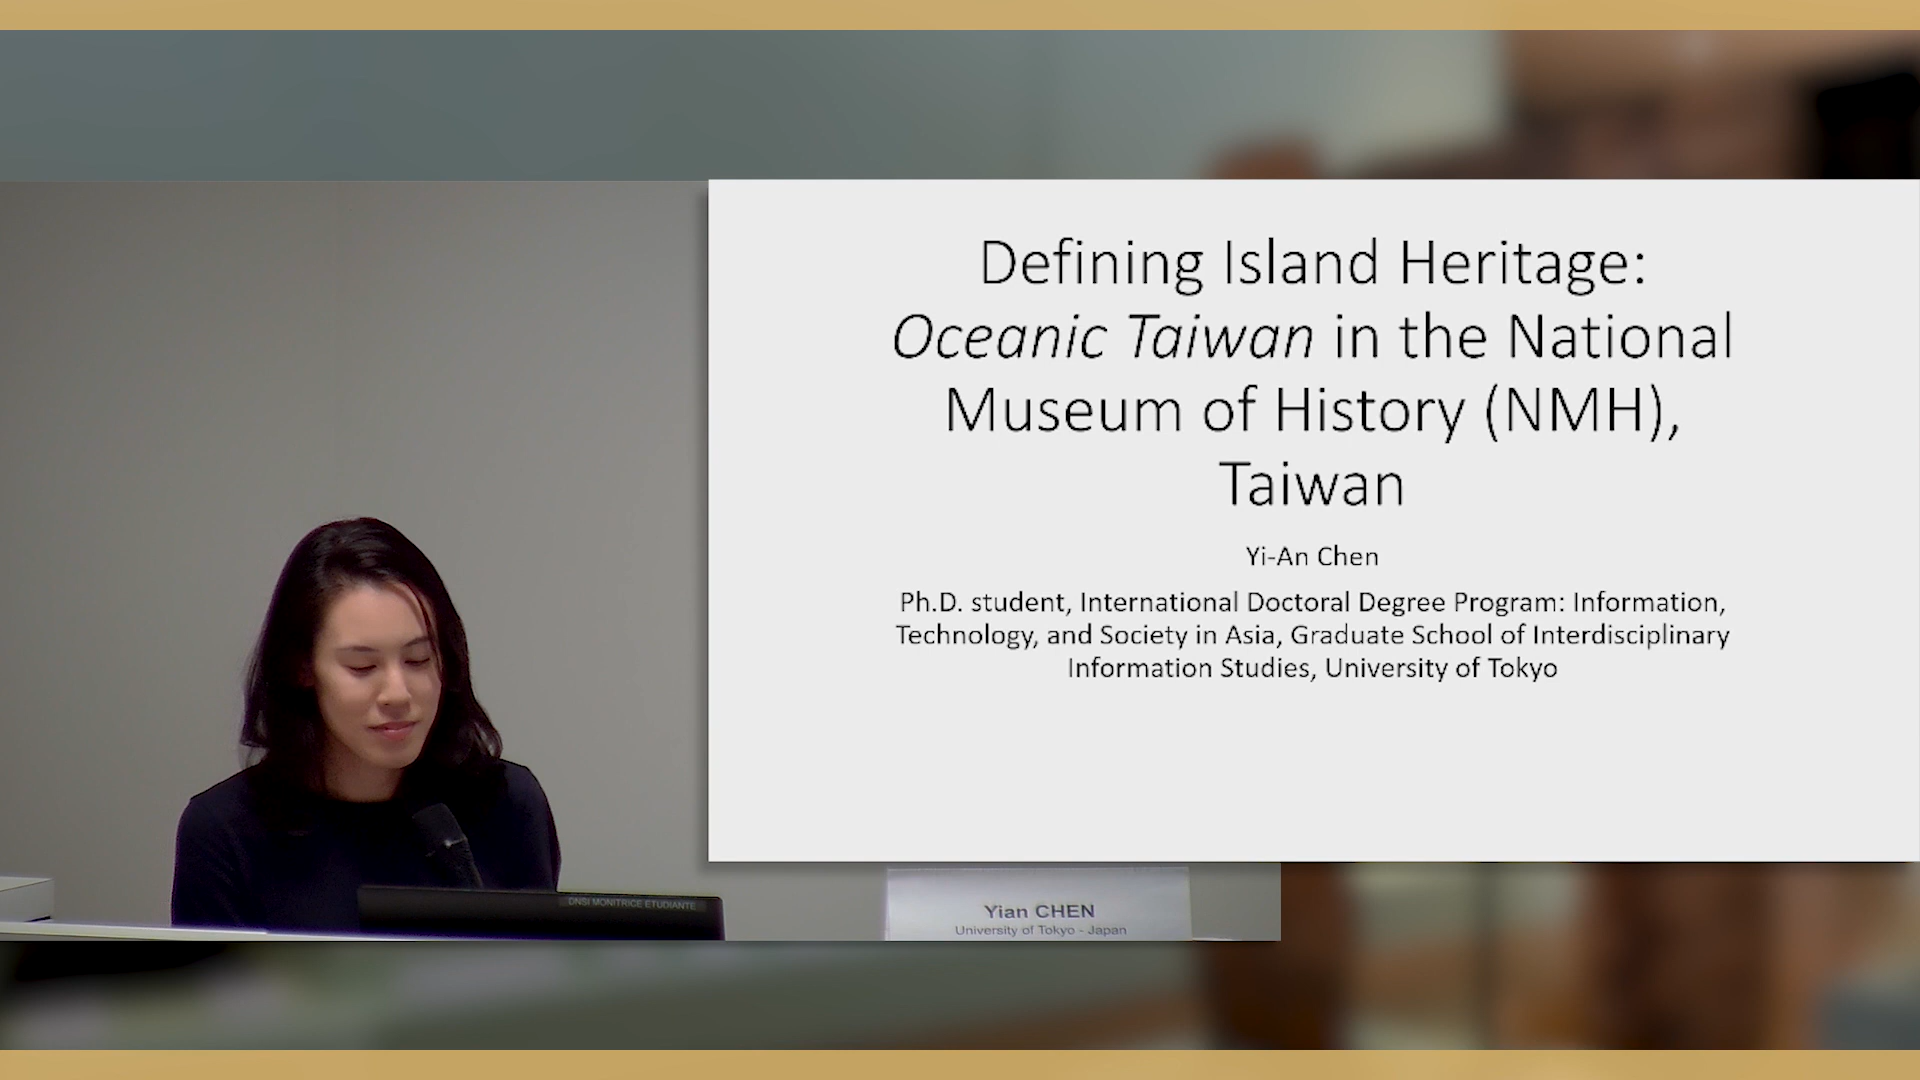 Defining Island Heritage:
Oceanic Taiwan in the National
Museum of History (NMH),
Taiwan
Yi-An Chen
Ph.D. student, International Doctoral Degree Program: Information,
Technology, and Society in Asia, Graduate School of Interdisciplinary
Information Studies, University of Tokyo
DNSI MONITRICE ETUDIANTE
Yian CHEN
University of Tokyo - Japan